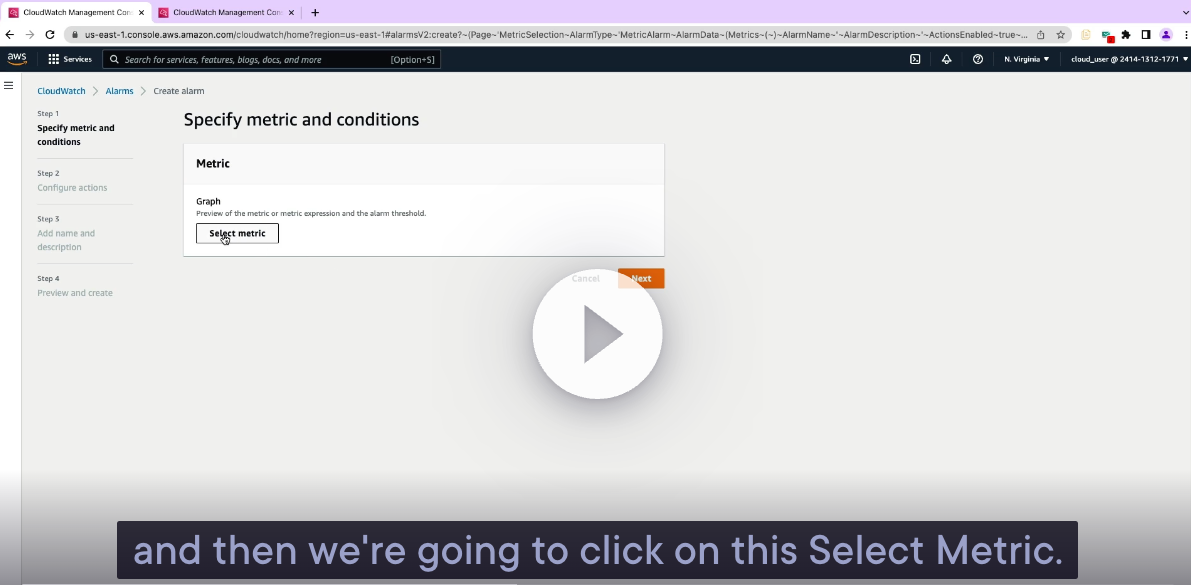 CloudWatch Management Con
CloudWatch Management Con
us-east-1.console.aws.amazon.com/cloudwatch/home?region=us-east-1#alarmsV2:create?~(Page~'MetricSelection~AlarmType~'MetricAlarm~AlarmData~(Metrics~(~)~AlarmName~'~AlarmDescription~'~ActionsEnabled~true~...
aws
Services
Search for services, features, blogs, docs, and more
[Option+S]
N. Virginia
cloud_user @ 2414-1312-1771
CloudWatch
Alarms
Create alarm
Step 1
Specify metric and
conditions
Step 2
Configure actions
Step 3
Add name and
description
Step 4
Preview and create
Specify metric and conditions
Metric
Graph
Preview of the metric or metric expression and the alarm threshold.
Select metric
Cancel
Next
and then we're going to click on this Select Metric.